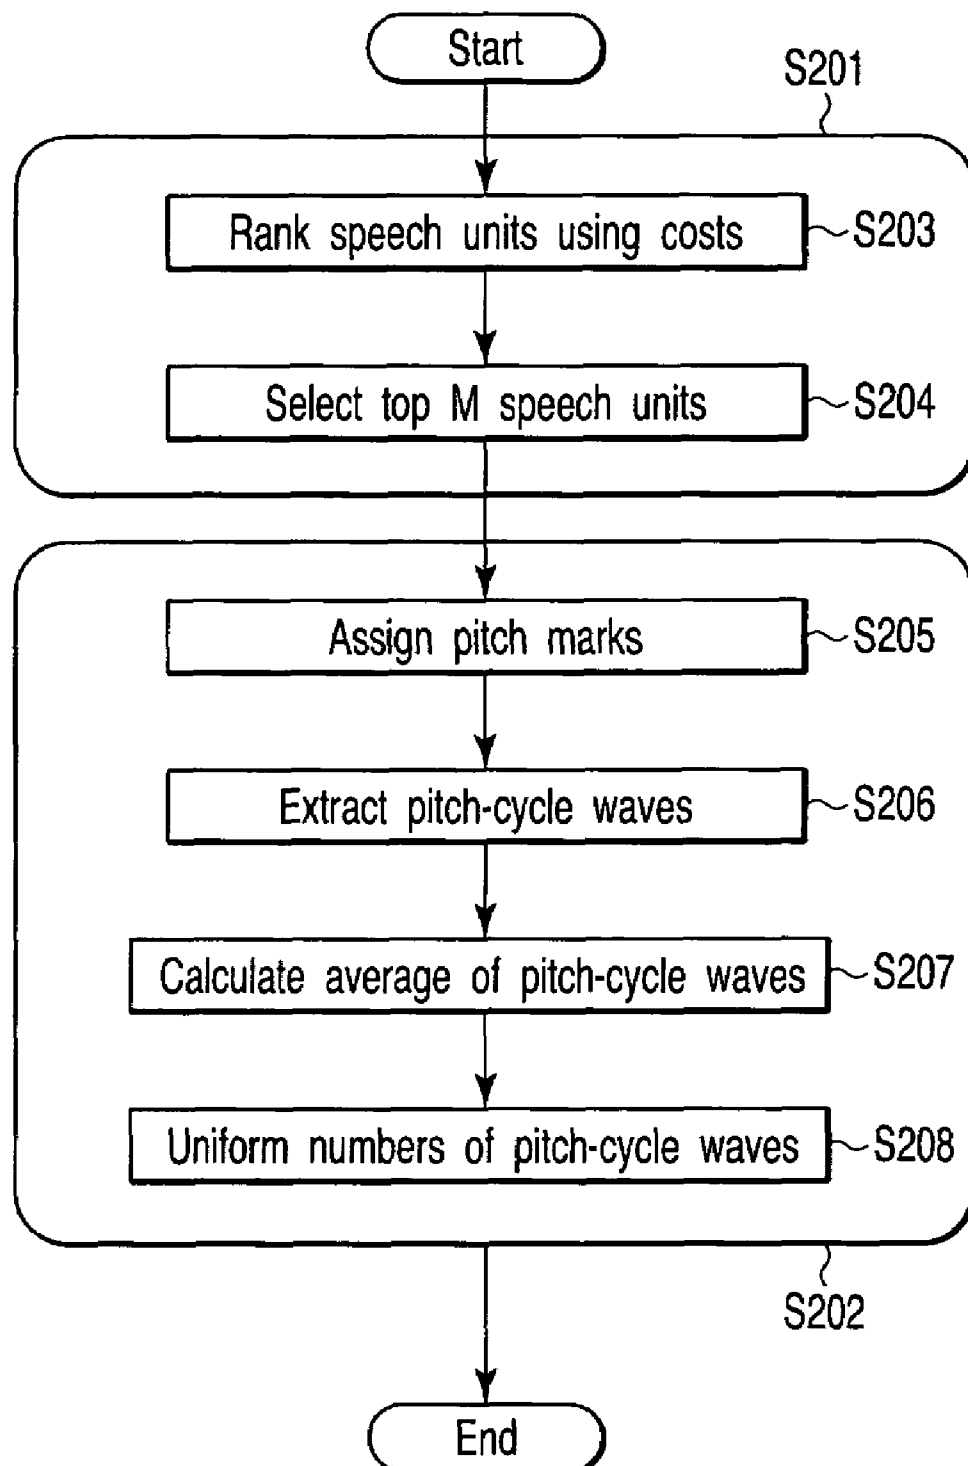 Start
S201
Rank speech units using costs
S203
Select top M speech units
S204
Assign pitch marks
S205
Extract pitch-cycle waves
S206
Calculate average of pitch-cycle waves
S207
Uniform numbers of pitch-cycle waves
S208
S202
End